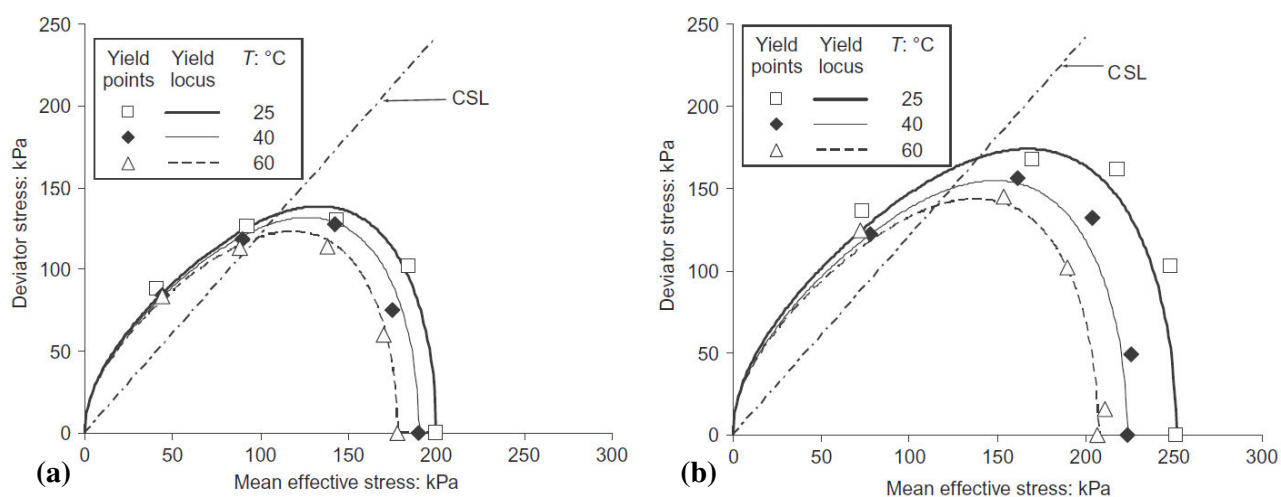 250
200
150
100
50
0
Deviator stress: kPa
Yield points Yield locus T: °C
25
40
60
CSL
0 50 100 150 200 250 300
Mean effective stress: kPa
(a)
250
200
150
100
50
0
Deviator stress: kPa
Yield points Yield locus T: °C
25
40
60
CSL
0 50 100 150 200 250 300
Mean effective stress: kPa
(b)